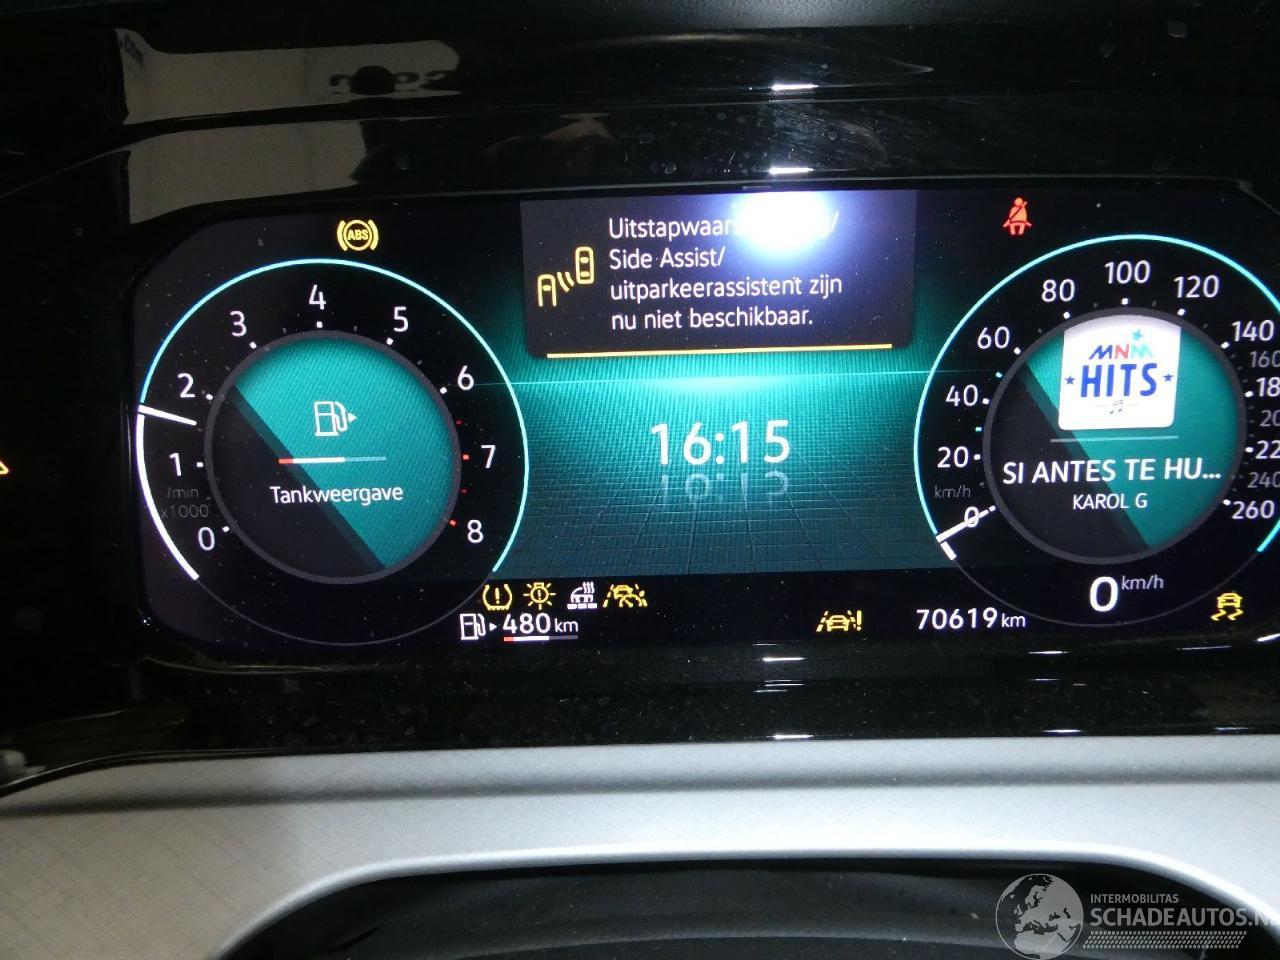 ABS
Side Assist/
uitparkeerassistent zijn
nu niet beschikbaar.
0
1
2
3
4
5
6
7
8
/min
x1000
Tankweergave
16:15
0
20
40
60
80
100
120
140
160
240
260
km/h
MNM
HITS
SI ANTES TE HU...
KAROL G
0 km/h
480 km
70619 km
INTERMOBILITAS